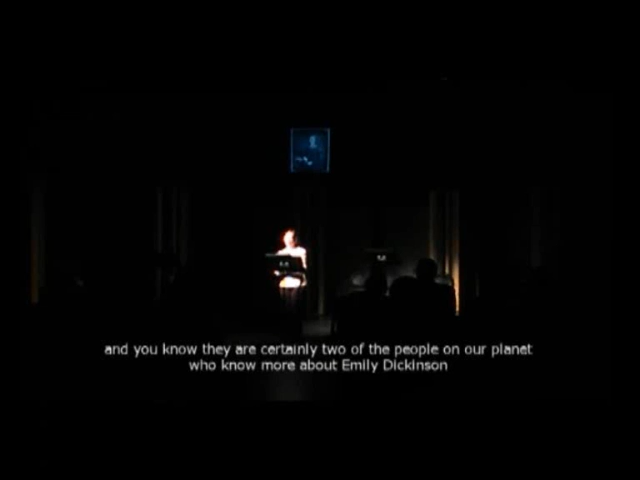 and you know they are certainly two of the people on our planet
who know more about Emily Dickinson